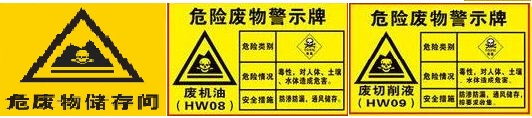 危废物储存间
危险废物警示牌
危险类别
危险情况
毒性,对人体、土壤、
水体造成危害。
废机油
(HW08)
安全措施
防渗防漏,通风储存。
危险废物警示牌
危险类别
危险情况
毒性,对人体、土壤、
水体造成危害。
废切削液
(HW09)
安全措施
防渗防漏,通风储存,